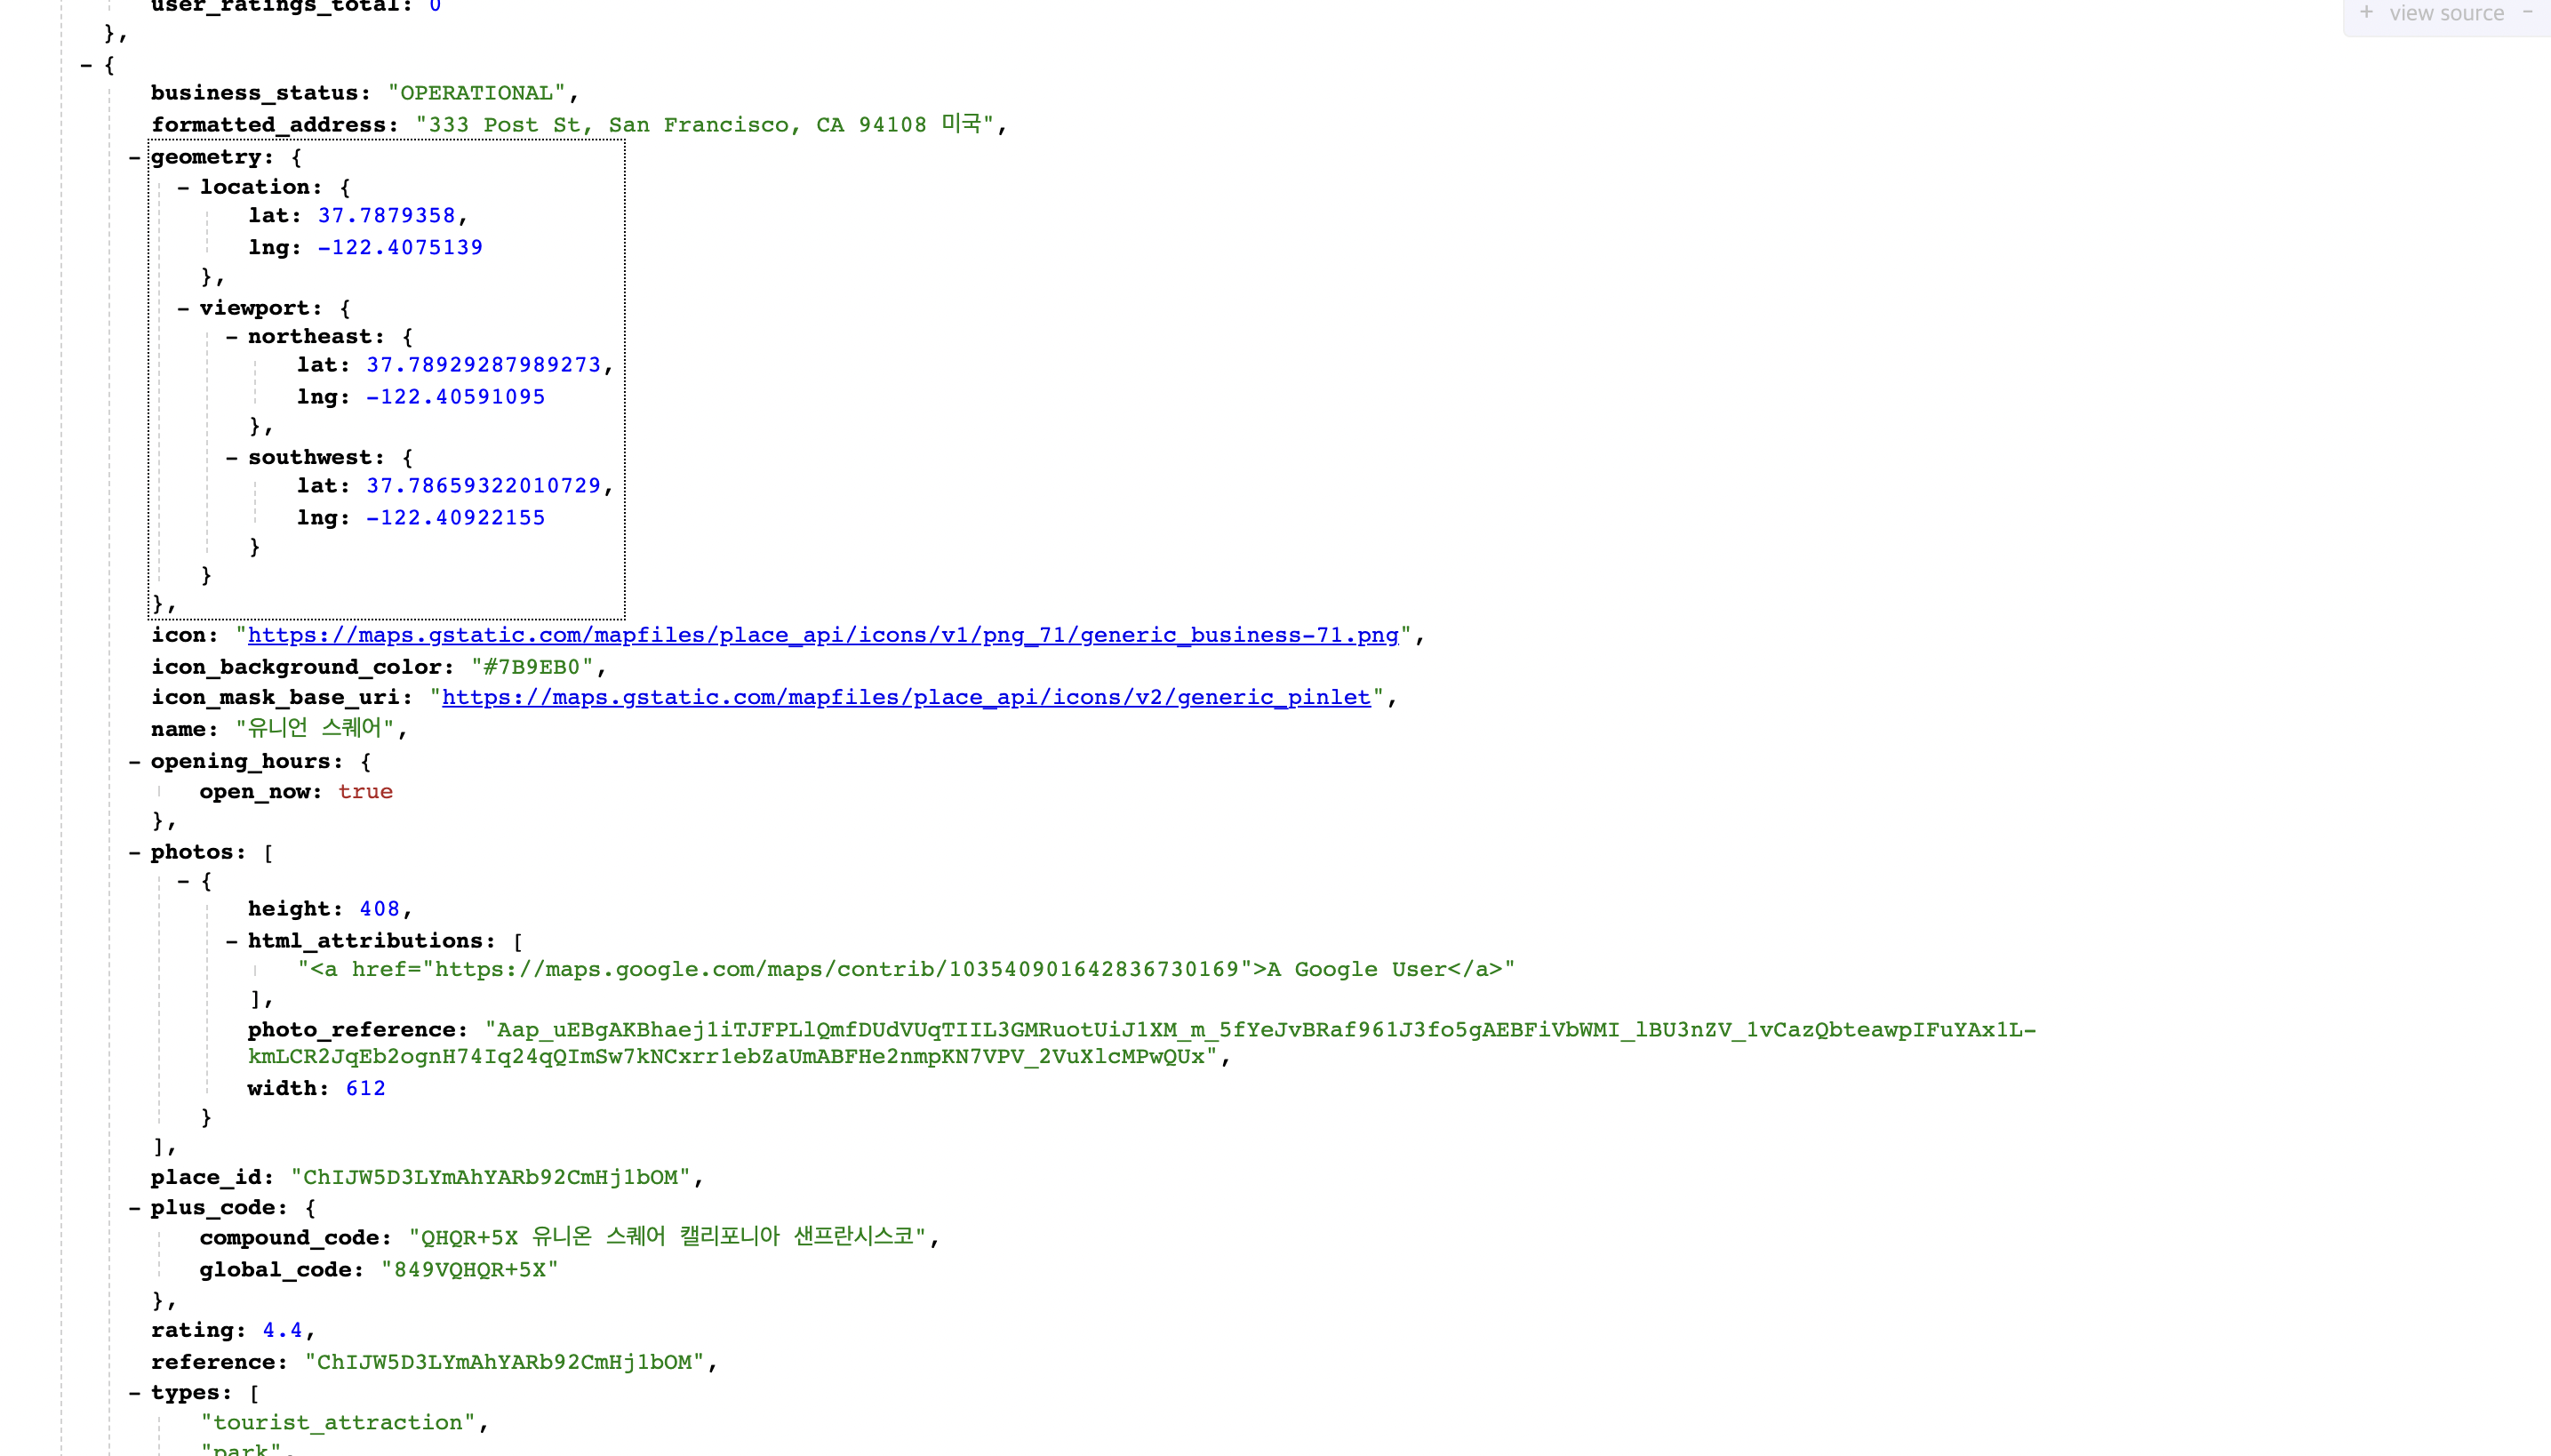 user_ratings_total: 0
+ view source -
},
- {
business_status: "OPERATIONAL",
formatted_address: "333 Post St, San Francisco, CA 94108 미국",
- geometry: {
- location: {
lat: 37.7879358,
lng: -122.4075139
},
- viewport: {
- northeast: {
lat: 37.78929287989273,
lng: -122.40591095
},
- southwest: {
lat: 37.78659322010729,
lng: -122.40922155
}
}
},
icon: "https://maps.gstatic.com/mapfiles/place_api/icons/v1/png_71/generic_business-71.png",
icon_background_color: "#7B9EB0",
icon_mask_base_uri: "https://maps.gstatic.com/mapfiles/place_api/icons/v2/generic_pinlet",
name: "유니언 스퀘어",
- opening_hours: {
open_now: true
},
- photos: [
- {
height: 408,
- html_attributions: [
"<a href="https://maps.google.com/maps/contrib/103540901642836730169">A Google User</a>"
],
photo_reference: "Aap_uEBgAKBhaej1iTJFPLlQmfDUdVUqTIIL3GMRuotUiJ1XM_m_5fYeJvBRaf961J3fo5gAEBFiVbWMI_lBU3nZV_1vCazQbteawpIFuYAx1L-
kmLCR2JqEb2ognH74Iq24qQImSw7kNCxrr1ebZaUmABFHe2nmpKN7VPV_2VuXlcMPwQUx",
width: 612
}
],
place_id: "ChIJW5D3LYmAhYARb92CmHj1bOM",
- plus_code: {
compound_code: "QHQR+5X 유니온 스퀘어 캘리포니아 샌프란시스코",
global_code: "849VQHQR+5X"
},
rating: 4.4,
reference: "ChIJW5D3LYmAhYARb92CmHj1bOM",
- types: [
"tourist_attraction",
"park",